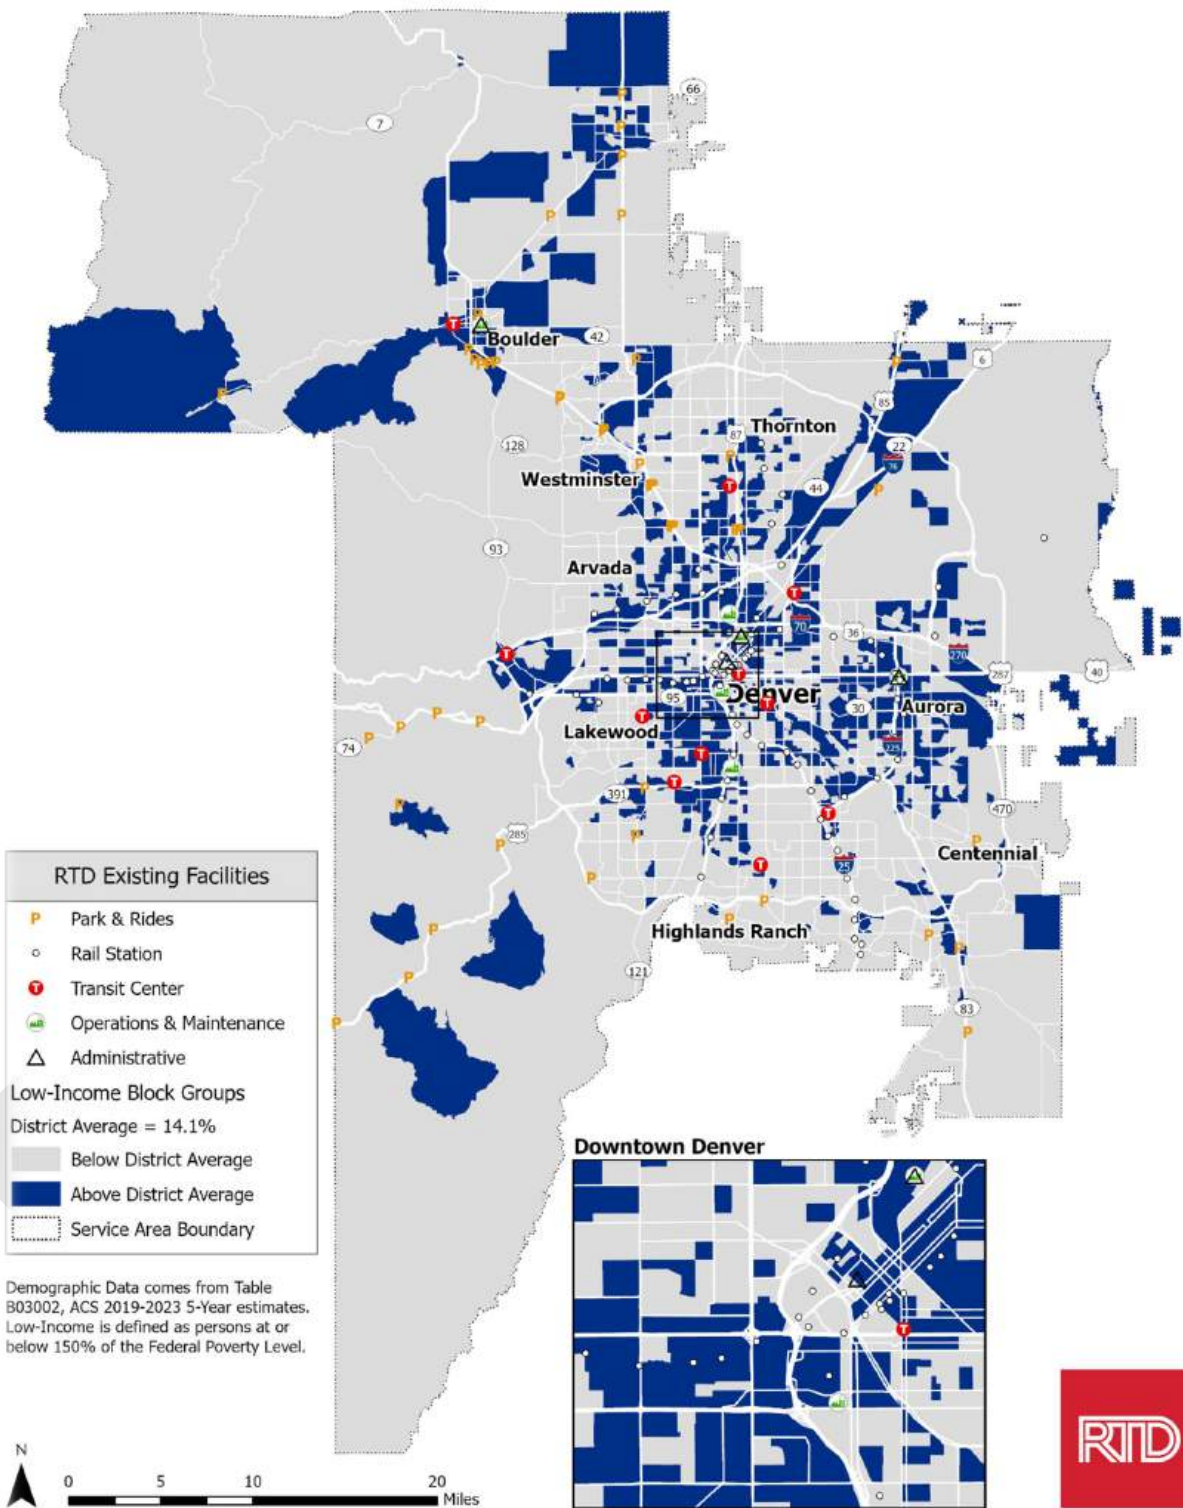 66
7
Boulder
42
6
85
Thornton
87
128
22
76
Westminster
44
93
Arvada
70
36
270
287
40
95
Denver
30
Aurora
Lakewood
74
225
391
470
285
Centennial
25
RTD Existing Facilities
P Park & Rides
Rail Station
T Transit Center
Operations & Maintenance
Administrative
Low-Income Block Groups
District Average = 14.1%
Below District Average
Above District Average
Service Area Boundary
Highlands Ranch
121
83
Downtown Denver
Demographic Data comes from Table
B03002, ACS 2019-2023 5-Year estimates.
Low-Income is defined as persons at or
below 150% of the Federal Poverty Level.
N
0 5 10 20
Miles
RTD